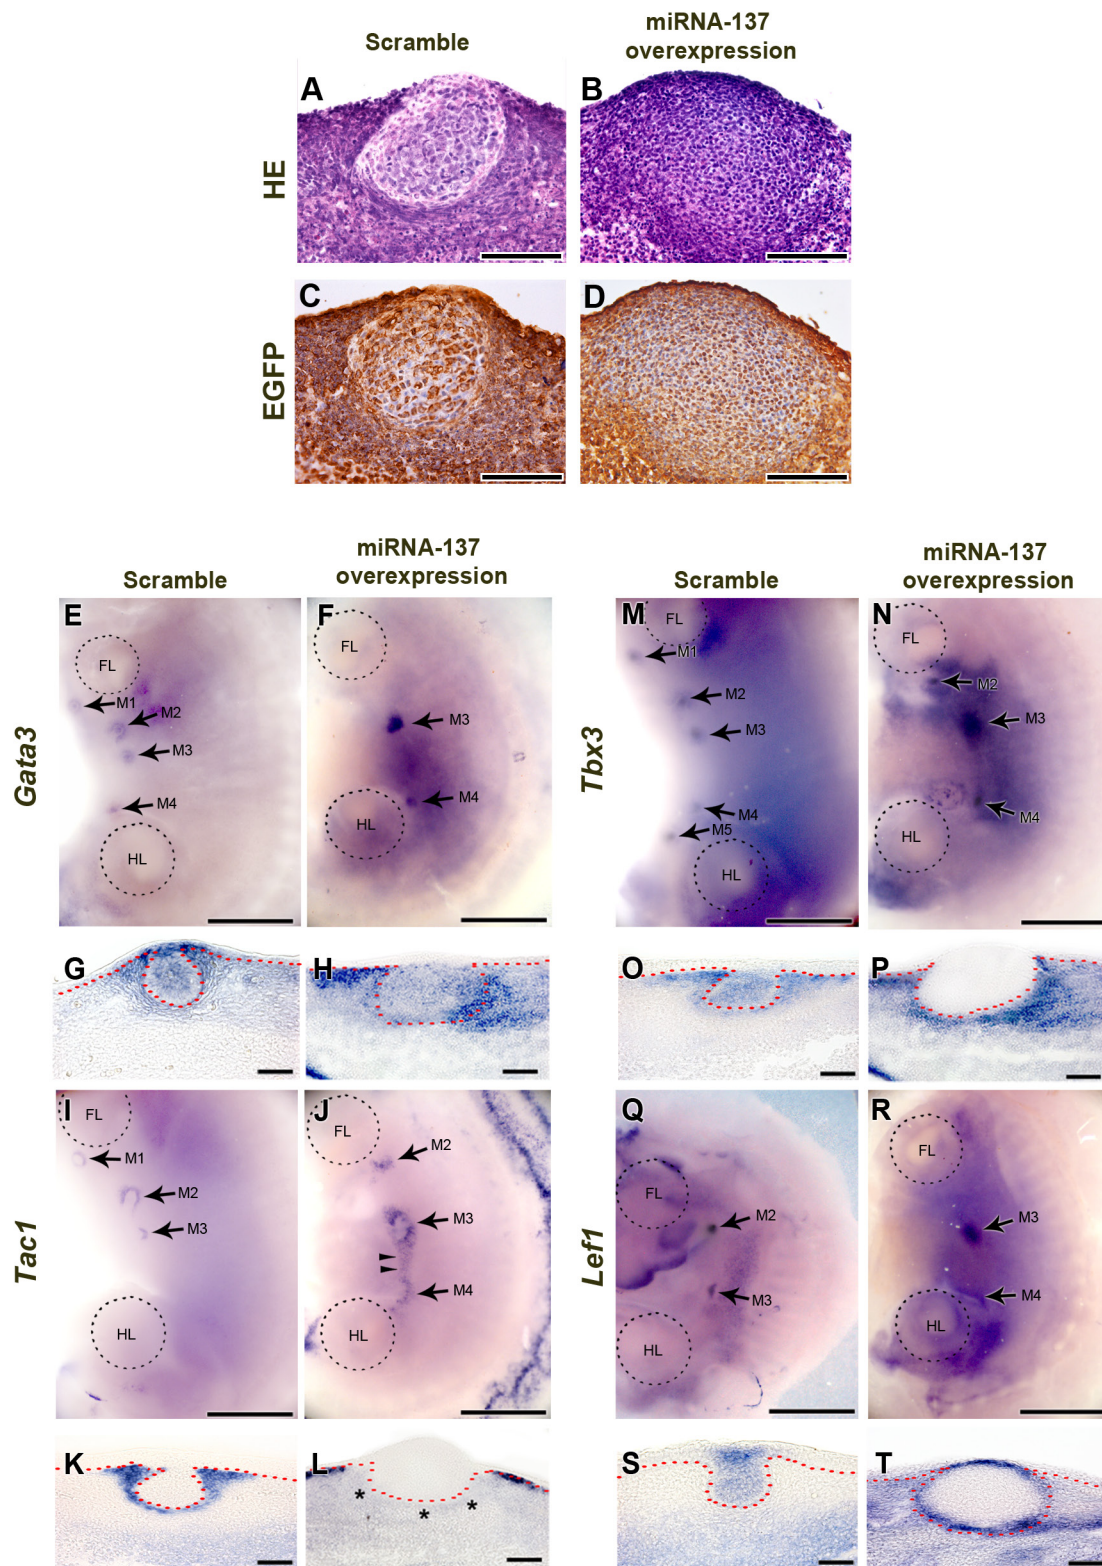 Scramble
miRNA-137
overexpression
HE
A
B
EGFP
C
D
Scramble
miRNA-137
overexpression
Scramble
miRNA-137
overexpression
Gata3
E
FL
M1
M2
M3
M4
HL
F
FL
M3
M4
HL
Tbx3
M
FL
M1
M2
M3
M4
M5
HL
N
FL
M2
M3
M4
HL
G
H
O
P
Tac1
I
FL
M1
M2
M3
HL
J
FL
M2
M3
M4
HL
Lef1
Q
FL
M2
M3
HL
R
FL
M3
M4
HL
K
L
* * *
S
T